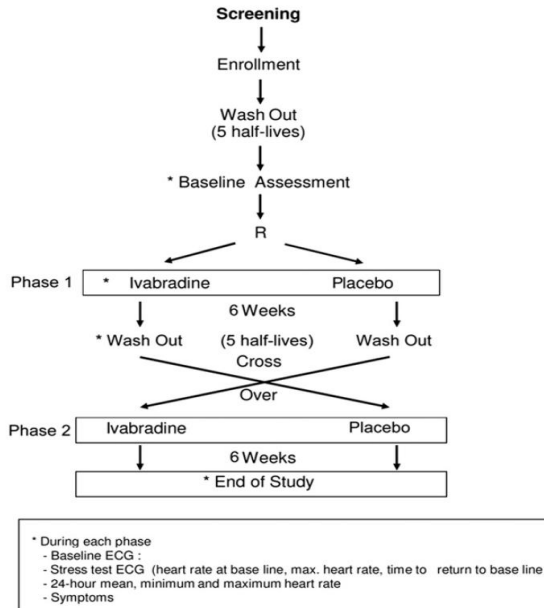 Screening
Enrollment
Wash Out
(5 half-lives)
* Baseline Assessment
R
Phase 1 * Ivabradine Placebo
6 Weeks
* Wash Out (5 half-lives) Wash Out
Cross
Over
Phase 2 Ivabradine Placebo
6 Weeks
* End of Study
* During each phase
- Baseline ECG :
- Stress test ECG (heart rate at base line, max. heart rate, time to return to base line
- 24-hour mean, minimum and maximum heart rate
- Symptoms